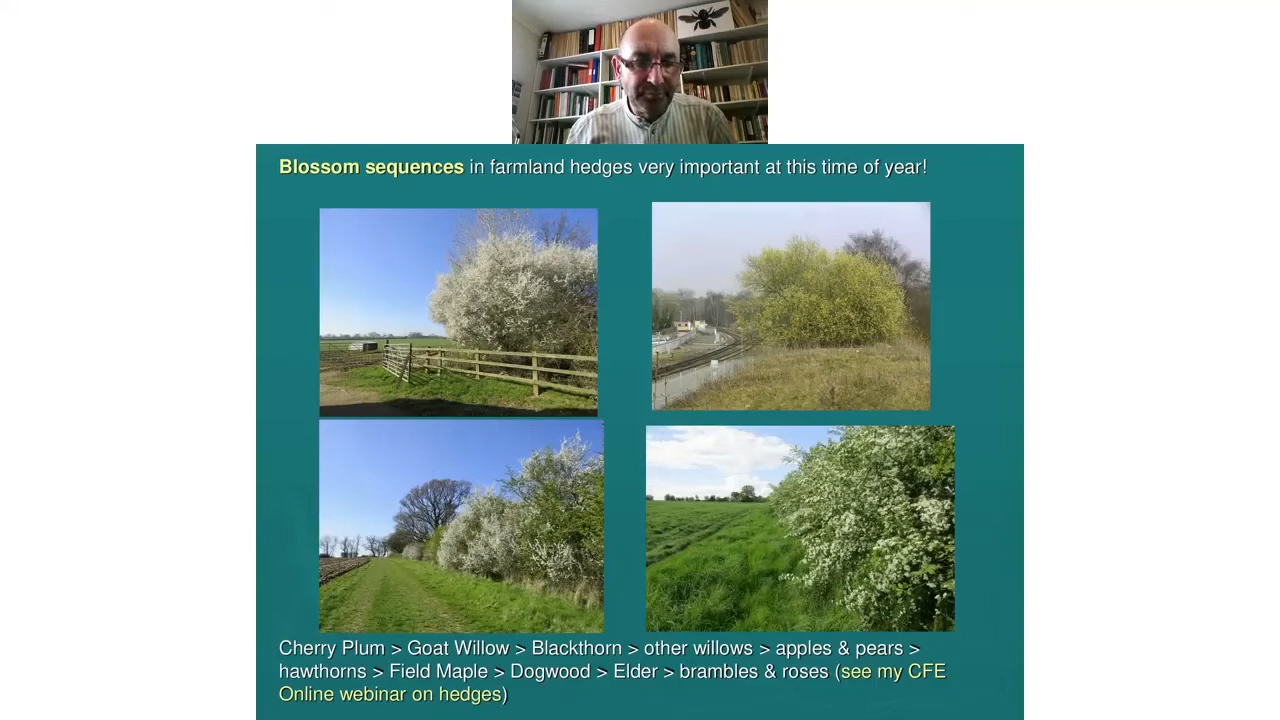 Blossom sequences in farmland hedges very important at this time of year!
Cherry Plum > Goat Willow > Blackthorn > other willows > apples & pears >
hawthorns > Field Maple > Dogwood > Elder > brambles & roses (see my CFE
Online webinar on hedges)